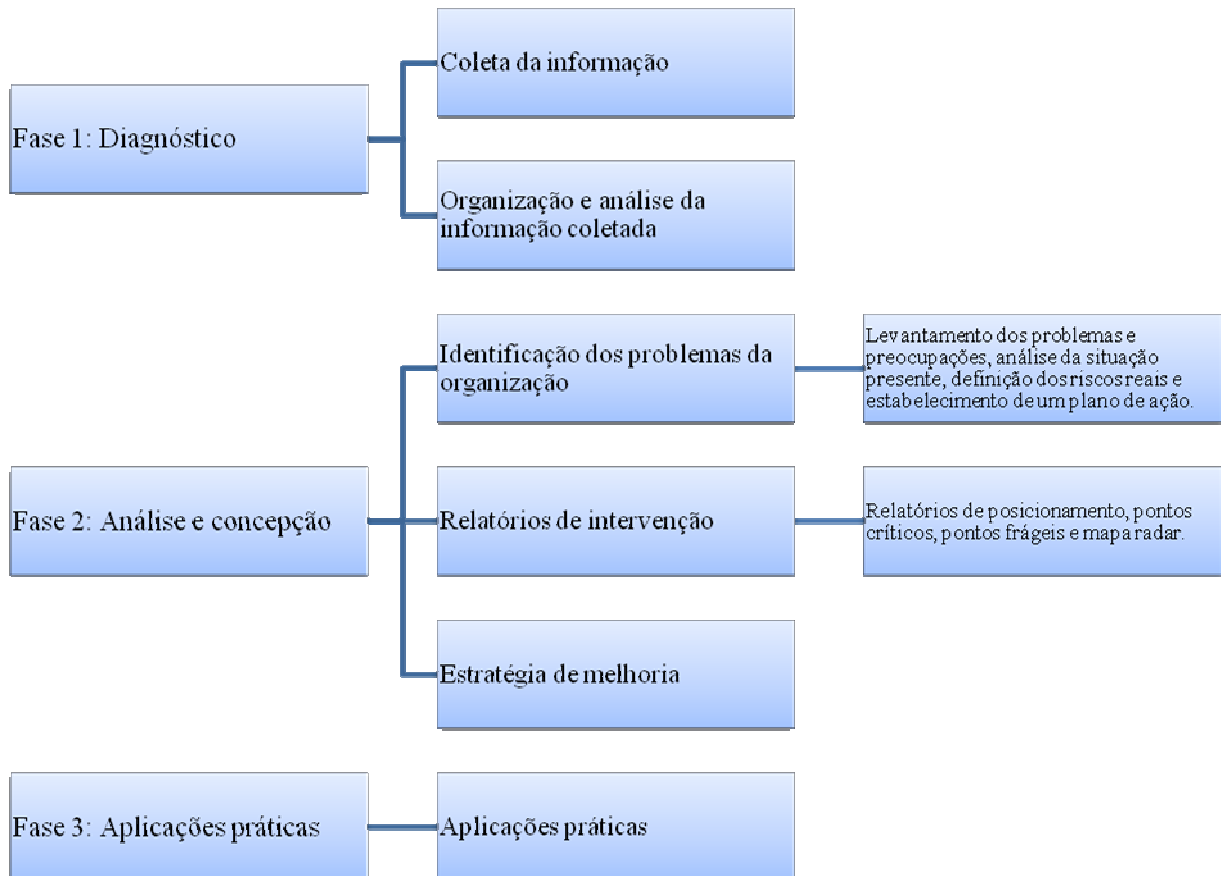 Fase 1: Diagnóstico
Coleta da informação
Organização e análise da
informação coletada
Fase 2: Análise e concepção
Identificação dos problemas da
organização
Levantamento dos problemas e
preocupações, análise da situação
presente, definição dos riscos reais e
estabelecimento de um plano de ação.
Relatórios de intervenção
Relatórios de posicionamento, pontos
críticos, pontos frágeis e mapa radar.
Estratégia de melhoria
Fase 3: Aplicações práticas
Aplicações práticas